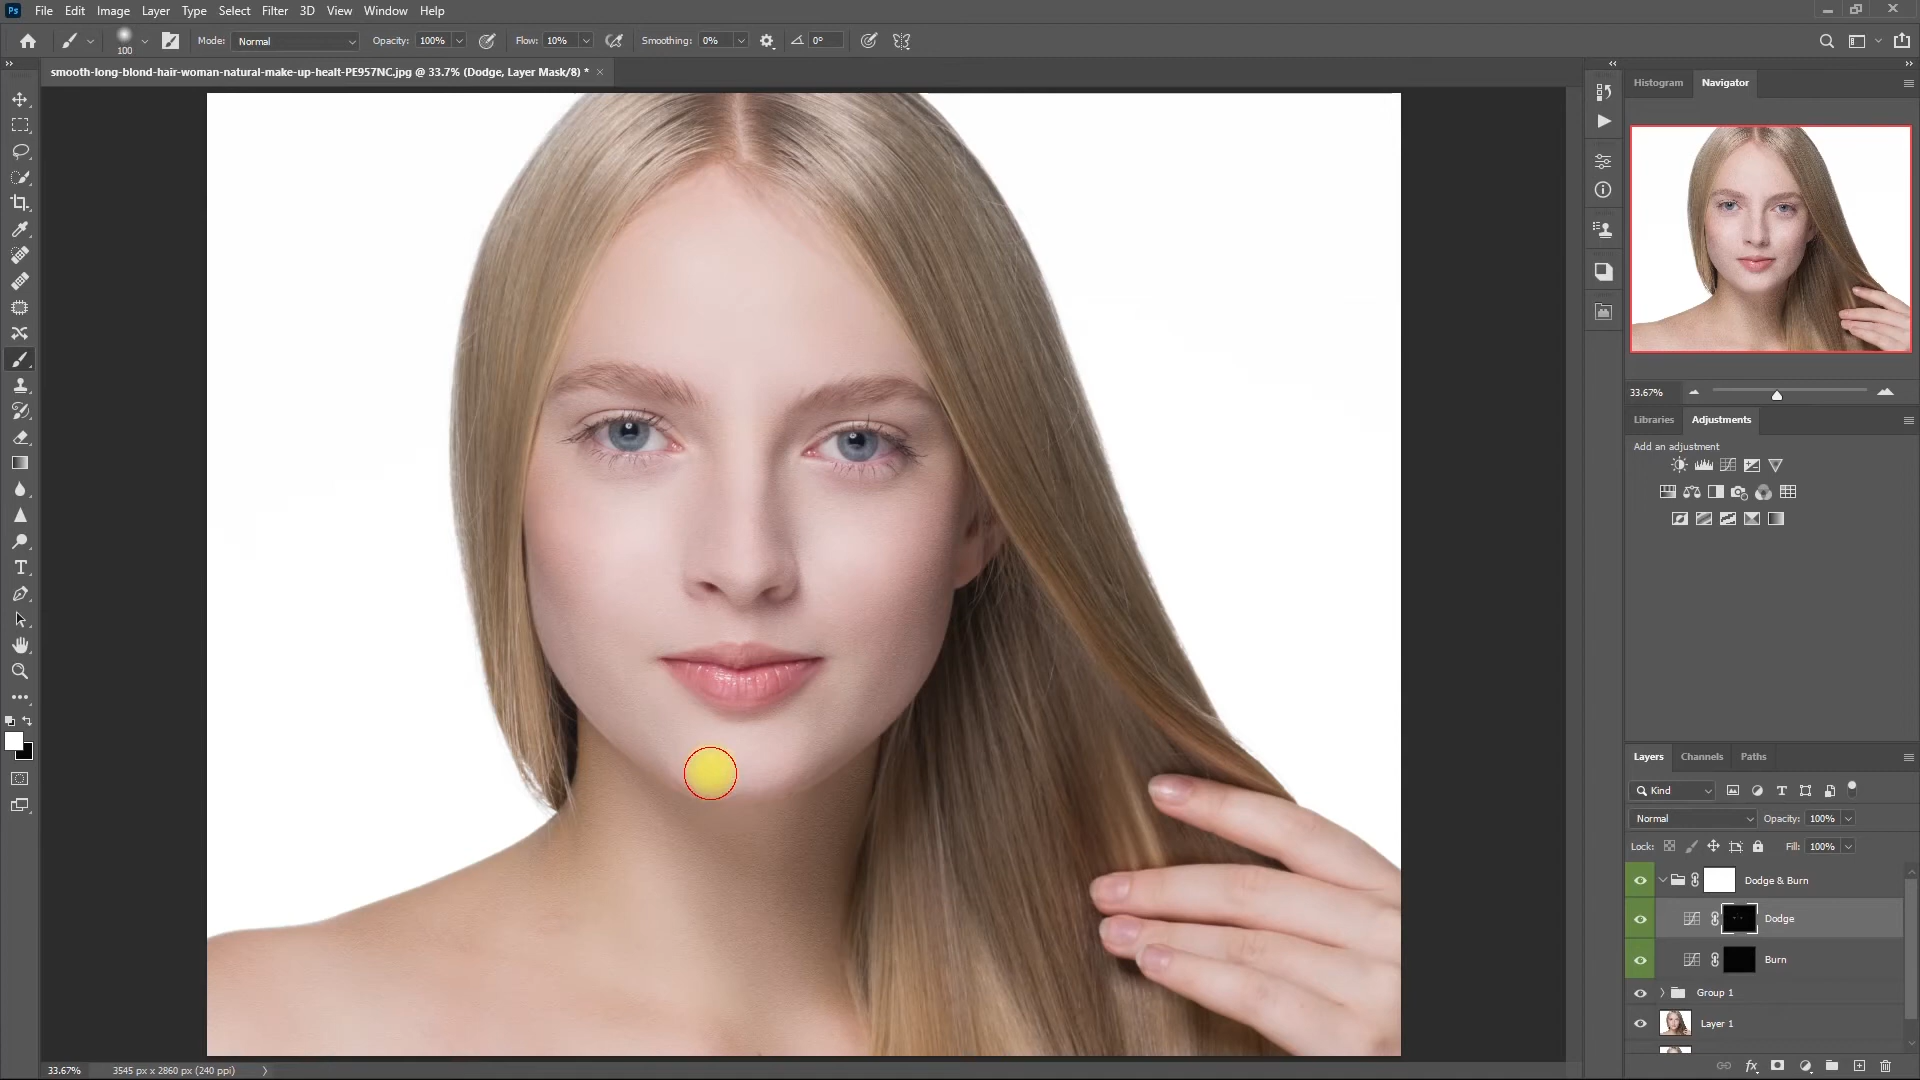 Ps File Edit Image Layer Type Select Filter 3D View Window Help
100 Mode: Normal Opacity: 100% Flow: 10% Smoothing: 0% 0°
smooth-long-blond-hair-woman-natural-make-up-healt-PE957NC.jpg @ 33.7% (Dodge, Layer Mask/8) *
Histogram Navigator
33.67%
Libraries Adjustments
Add an adjustment
Layers Channels Paths
Kind
Normal Opacity: 100%
Lock: Fill: 100%
Dodge & Burn
Dodge
Burn
Group 1
Layer 1
33.67% 3545 px x 2860 px (240 ppi)